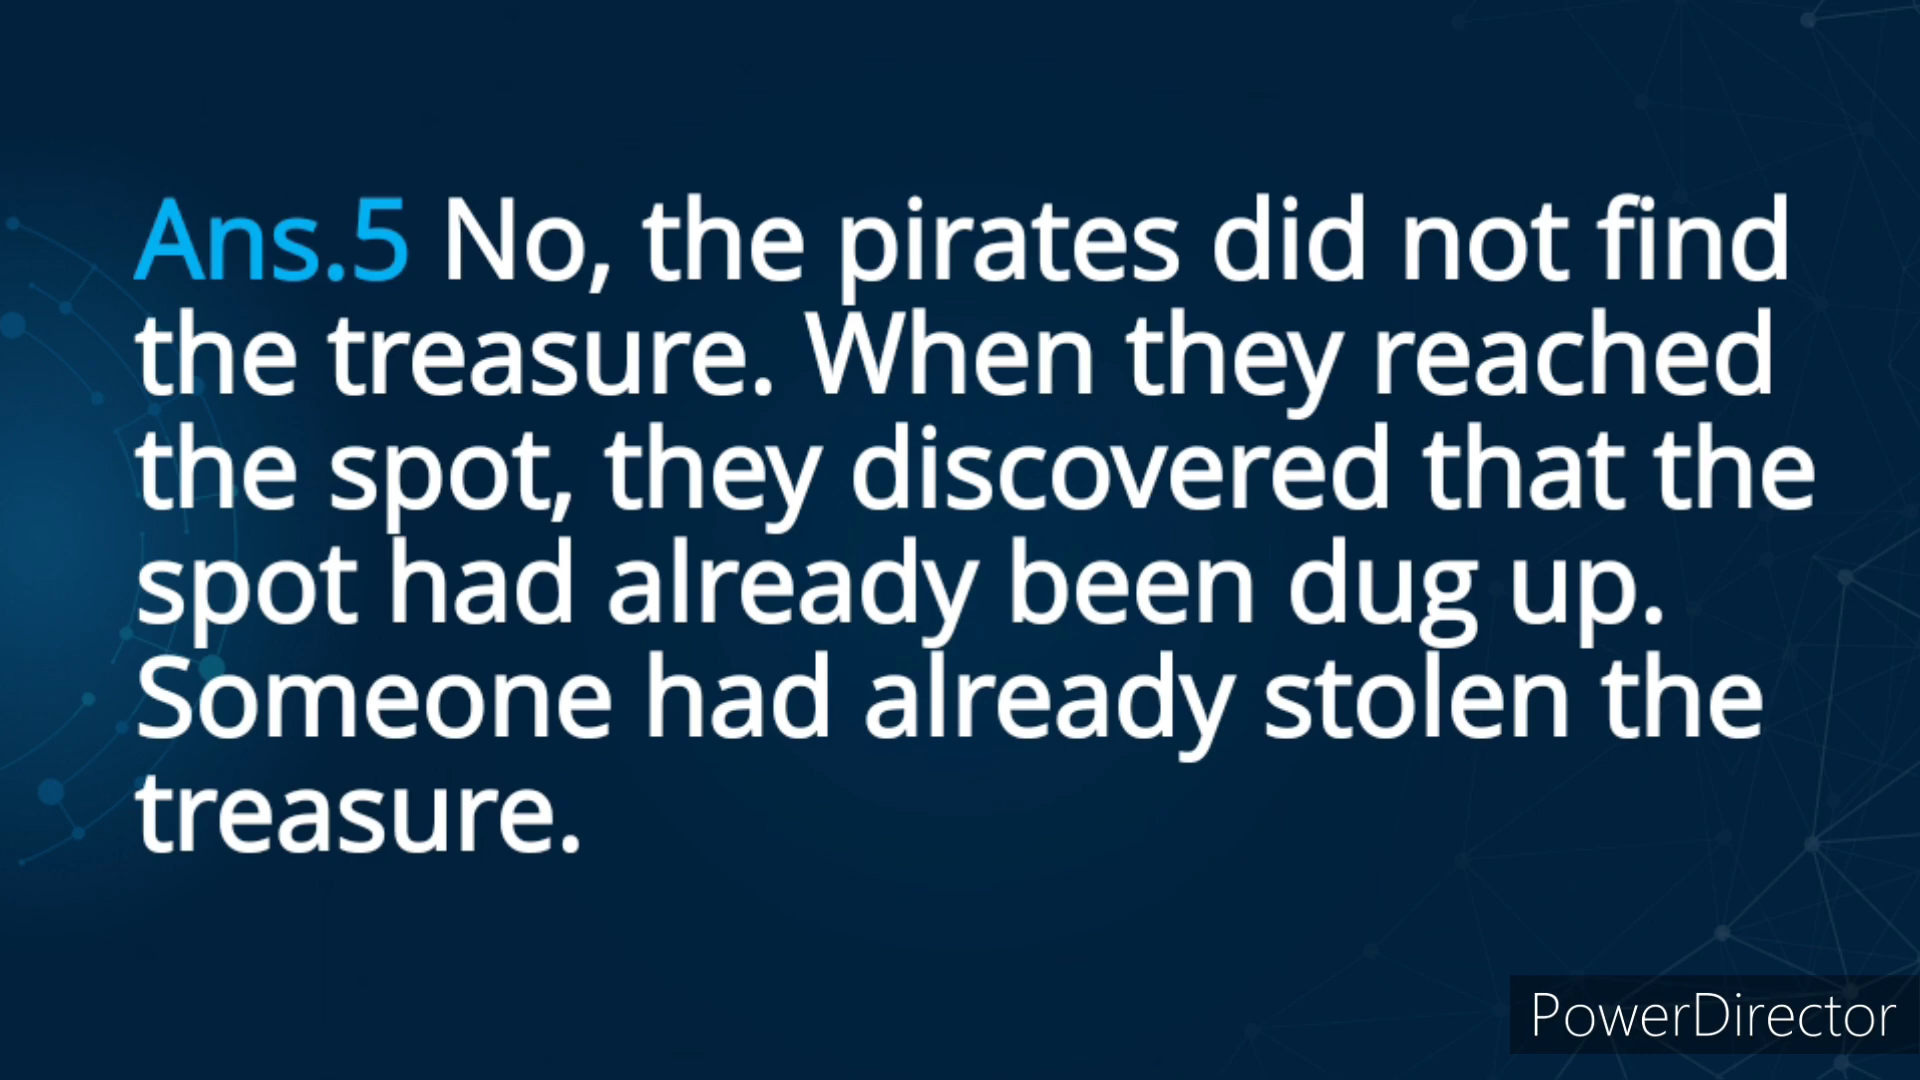 Ans.5 No, the pirates did not find
the treasure. When they reached
the spot, they discovered that the
spot had already been dug up.
Someone had already stolen the
treasure.
PowerDirector